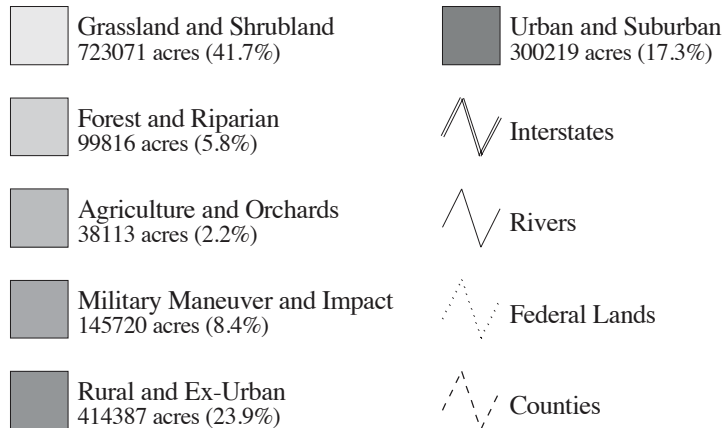 Grassland and Shrubland
723071 acres (41.7%)
Forest and Riparian
99816 acres (5.8%)
Agriculture and Orchards
38113 acres (2.2%)
Military Maneuver and Impact
145720 acres (8.4%)
Rural and Ex-Urban
414387 acres (23.9%)
Urban and Suburban
300219 acres (17.3%)
Interstates
Rivers
Federal Lands
Counties